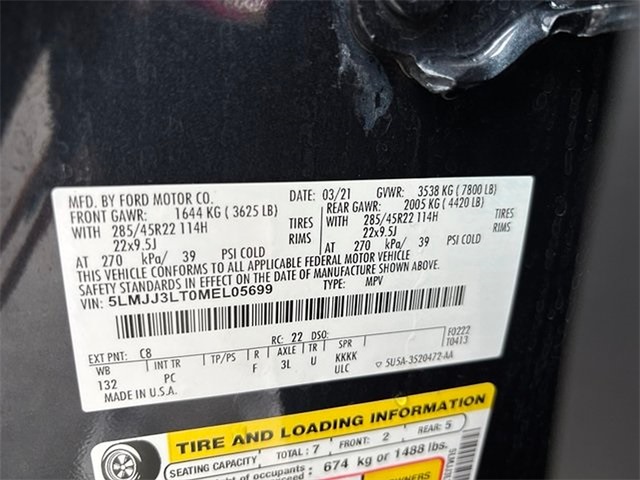 MFD. BY FORD MOTOR CO. DATE: 03/21 GVWR: 3538 KG ( 7800 LB)
FRONT GAWR: 1644 KG ( 3625 LB) REAR GAWR: 2005 KG ( 4420 LB)
WITH 285/45R22 114H TIRES WITH 285/45R22 114H TIRES
22x9.5J RIMS 22x9.5J RIMS
AT 270 kPa/ 39 PSI COLD AT 270 kPa/ 39 PSI COLD
THIS VEHICLE CONFORMS TO ALL APPLICABLE FEDERAL MOTOR VEHICLE
SAFETY STANDARDS IN EFFECT ON THE DATE OF MANUFACTURE SHOWN ABOVE.
VIN: 5LMJJ3LT0MEL05699 TYPE: MPV
EXT PNT: C8 RC: 22 DSO: F0222
WB INT TR TP/PS R AXLE TR SPR T0413
132 PC F 3L U KKKK
ULC 5U5A-3520472-AA
MADE IN U.S.A.
TIRE AND LOADING INFORMATION
SEATING CAPACITY TOTAL : 7 FRONT: 2 REAR: 5
of occupants : 674 kg or 1488 lbs.